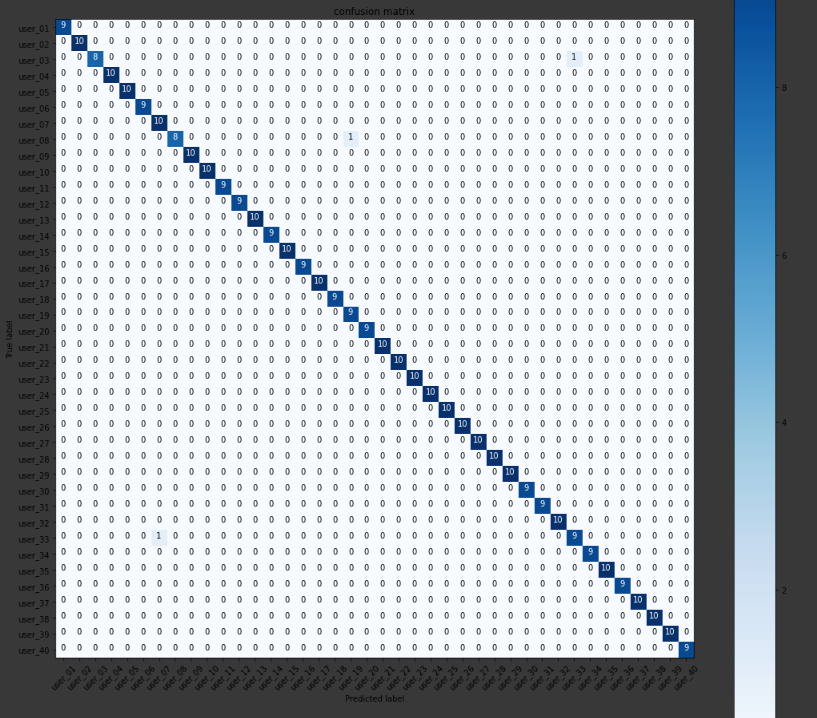 confusion matrix
user_01 9 0 0 0 0 0 0 0 0 0 0 0 0 0 0 0 0 0 0 0 0 0 0 0 0 0 0 0 0 0 0 0 0 0 0 0 0 0 0 0
user_02 0 10 0 0 0 0 0 0 0 0 0 0 0 0 0 0 0 0 0 0 0 0 0 0 0 0 0 0 0 0 0 0 0 0 0 0 0 0 0 0
user_03 0 0 8 0 0 0 0 0 0 0 0 0 0 0 0 0 0 0 0 0 0 0 0 0 0 0 0 0 0 0 0 0 1 0 0 0 0 0 0 0
user_04 0 0 0 10 0 0 0 0 0 0 0 0 0 0 0 0 0 0 0 0 0 0 0 0 0 0 0 0 0 0 0 0 0 0 0 0 0 0 0 0
user_05 0 0 0 0 10 0 0 0 0 0 0 0 0 0 0 0 0 0 0 0 0 0 0 0 0 0 0 0 0 0 0 0 0 0 0 0 0 0 0 0
user_06 0 0 0 0 0 9 0 0 0 0 0 0 0 0 0 0 0 0 0 0 0 0 0 0 0 0 0 0 0 0 0 0 0 0 0 0 0 0 0 0
user_07 0 0 0 0 0 0 10 0 0 0 0 0 0 0 0 0 0 0 0 0 0 0 0 0 0 0 0 0 0 0 0 0 0 0 0 0 0 0 0 0
user_08 0 0 0 0 0 0 0 8 0 0 0 0 0 0 0 0 0 0 1 0 0 0 0 0 0 0 0 0 0 0 0 0 0 0 0 0 0 0 0 0
user_09 0 0 0 0 0 0 0 0 10 0 0 0 0 0 0 0 0 0 0 0 0 0 0 0 0 0 0 0 0 0 0 0 0 0 0 0 0 0 0 0
user_10 0 0 0 0 0 0 0 0 0 10 0 0 0 0 0 0 0 0 0 0 0 0 0 0 0 0 0 0 0 0 0 0 0 0 0 0 0 0 0 0
user_11 0 0 0 0 0 0 0 0 0 0 9 0 0 0 0 0 0 0 0 0 0 0 0 0 0 0 0 0 0 0 0 0 0 0 0 0 0 0 0 0
user_12 0 0 0 0 0 0 0 0 0 0 0 9 0 0 0 0 0 0 0 0 0 0 0 0 0 0 0 0 0 0 0 0 0 0 0 0 0 0 0 0
user_13 0 0 0 0 0 0 0 0 0 0 0 0 10 0 0 0 0 0 0 0 0 0 0 0 0 0 0 0 0 0 0 0 0 0 0 0 0 0 0 0
user_14 0 0 0 0 0 0 0 0 0 0 0 0 0 9 0 0 0 0 0 0 0 0 0 0 0 0 0 0 0 0 0 0 0 0 0 0 0 0 0 0
user_15 0 0 0 0 0 0 0 0 0 0 0 0 0 0 10 0 0 0 0 0 0 0 0 0 0 0 0 0 0 0 0 0 0 0 0 0 0 0 0 0
user_16 0 0 0 0 0 0 0 0 0 0 0 0 0 0 0 9 0 0 0 0 0 0 0 0 0 0 0 0 0 0 0 0 0 0 0 0 0 0 0 0
user_17 0 0 0 0 0 0 0 0 0 0 0 0 0 0 0 0 10 0 0 0 0 0 0 0 0 0 0 0 0 0 0 0 0 0 0 0 0 0 0 0
user_18 0 0 0 0 0 0 0 0 0 0 0 0 0 0 0 0 0 9 0 0 0 0 0 0 0 0 0 0 0 0 0 0 0 0 0 0 0 0 0 0
user_19 0 0 0 0 0 0 0 0 0 0 0 0 0 0 0 0 0 0 9 0 0 0 0 0 0 0 0 0 0 0 0 0 0 0 0 0 0 0 0 0
user_20 0 0 0 0 0 0 0 0 0 0 0 0 0 0 0 0 0 0 0 9 0 0 0 0 0 0 0 0 0 0 0 0 0 0 0 0 0 0 0 0
user_21 0 0 0 0 0 0 0 0 0 0 0 0 0 0 0 0 0 0 0 0 10 0 0 0 0 0 0 0 0 0 0 0 0 0 0 0 0 0 0 0
user_22 0 0 0 0 0 0 0 0 0 0 0 0 0 0 0 0 0 0 0 0 0 10 0 0 0 0 0 0 0 0 0 0 0 0 0 0 0 0 0 0
user_23 0 0 0 0 0 0 0 0 0 0 0 0 0 0 0 0 0 0 0 0 0 0 10 0 0 0 0 0 0 0 0 0 0 0 0 0 0 0 0 0
user_24 0 0 0 0 0 0 0 0 0 0 0 0 0 0 0 0 0 0 0 0 0 0 0 10 0 0 0 0 0 0 0 0 0 0 0 0 0 0 0 0
user_25 0 0 0 0 0 0 0 0 0 0 0 0 0 0 0 0 0 0 0 0 0 0 0 0 10 0 0 0 0 0 0 0 0 0 0 0 0 0 0 0
user_26 0 0 0 0 0 0 0 0 0 0 0 0 0 0 0 0 0 0 0 0 0 0 0 0 0 10 0 0 0 0 0 0 0 0 0 0 0 0 0 0
user_27 0 0 0 0 0 0 0 0 0 0 0 0 0 0 0 0 0 0 0 0 0 0 0 0 0 0 10 0 0 0 0 0 0 0 0 0 0 0 0 0
user_28 0 0 0 0 0 0 0 0 0 0 0 0 0 0 0 0 0 0 0 0 0 0 0 0 0 0 0 10 0 0 0 0 0 0 0 0 0 0 0 0
user_29 0 0 0 0 0 0 0 0 0 0 0 0 0 0 0 0 0 0 0 0 0 0 0 0 0 0 0 0 10 0 0 0 0 0 0 0 0 0 0 0
user_30 0 0 0 0 0 0 0 0 0 0 0 0 0 0 0 0 0 0 0 0 0 0 0 0 0 0 0 0 0 9 0 0 0 0 0 0 0 0 0 0
user_31 0 0 0 0 0 0 0 0 0 0 0 0 0 0 0 0 0 0 0 0 0 0 0 0 0 0 0 0 0 0 9 0 0 0 0 0 0 0 0 0
user_32 0 0 0 0 0 0 0 0 0 0 0 0 0 0 0 0 0 0 0 0 0 0 0 0 0 0 0 0 0 0 0 10 0 0 0 0 0 0 0 0
user_33 0 0 0 0 0 0 1 0 0 0 0 0 0 0 0 0 0 0 0 0 0 0 0 0 0 0 0 0 0 0 0 0 9 0 0 0 0 0 0 0
user_34 0 0 0 0 0 0 0 0 0 0 0 0 0 0 0 0 0 0 0 0 0 0 0 0 0 0 0 0 0 0 0 0 0 9 0 0 0 0 0 0
user_35 0 0 0 0 0 0 0 0 0 0 0 0 0 0 0 0 0 0 0 0 0 0 0 0 0 0 0 0 0 0 0 0 0 0 10 0 0 0 0 0
user_36 0 0 0 0 0 0 0 0 0 0 0 0 0 0 0 0 0 0 0 0 0 0 0 0 0 0 0 0 0 0 0 0 0 0 0 9 0 0 0 0
user_37 0 0 0 0 0 0 0 0 0 0 0 0 0 0 0 0 0 0 0 0 0 0 0 0 0 0 0 0 0 0 0 0 0 0 0 0 10 0 0 0
user_38 0 0 0 0 0 0 0 0 0 0 0 0 0 0 0 0 0 0 0 0 0 0 0 0 0 0 0 0 0 0 0 0 0 0 0 0 0 10 0 0
user_39 0 0 0 0 0 0 0 0 0 0 0 0 0 0 0 0 0 0 0 0 0 0 0 0 0 0 0 0 0 0 0 0 0 0 0 0 0 0 10 0
user_40 0 0 0 0 0 0 0 0 0 0 0 0 0 0 0 0 0 0 0 0 0 0 0 0 0 0 0 0 0 0 0 0 0 0 0 0 0 0 0 9
True label
user_01 user_02 user_03 user_04 user_05 user_06 user_07 user_08 user_09 user_10 user_11 user_12 user_13 user_14 user_15 user_16 user_17 user_18 user_19 user_20 user_21 user_22 user_23 user_24 user_25 user_26 user_27 user_28 user_29 user_30 user_31 user_32 user_33 user_34 user_35 user_36 user_37 user_38 user_39 user_40
Predicted label
8
6
4
2